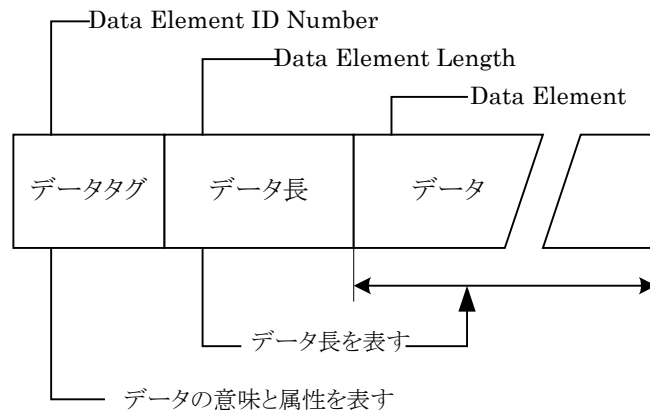 Data Element ID Number
Data Element Length
Data Element
データタグ
データ長
データ
データ長を表す
データの意味と属性を表す